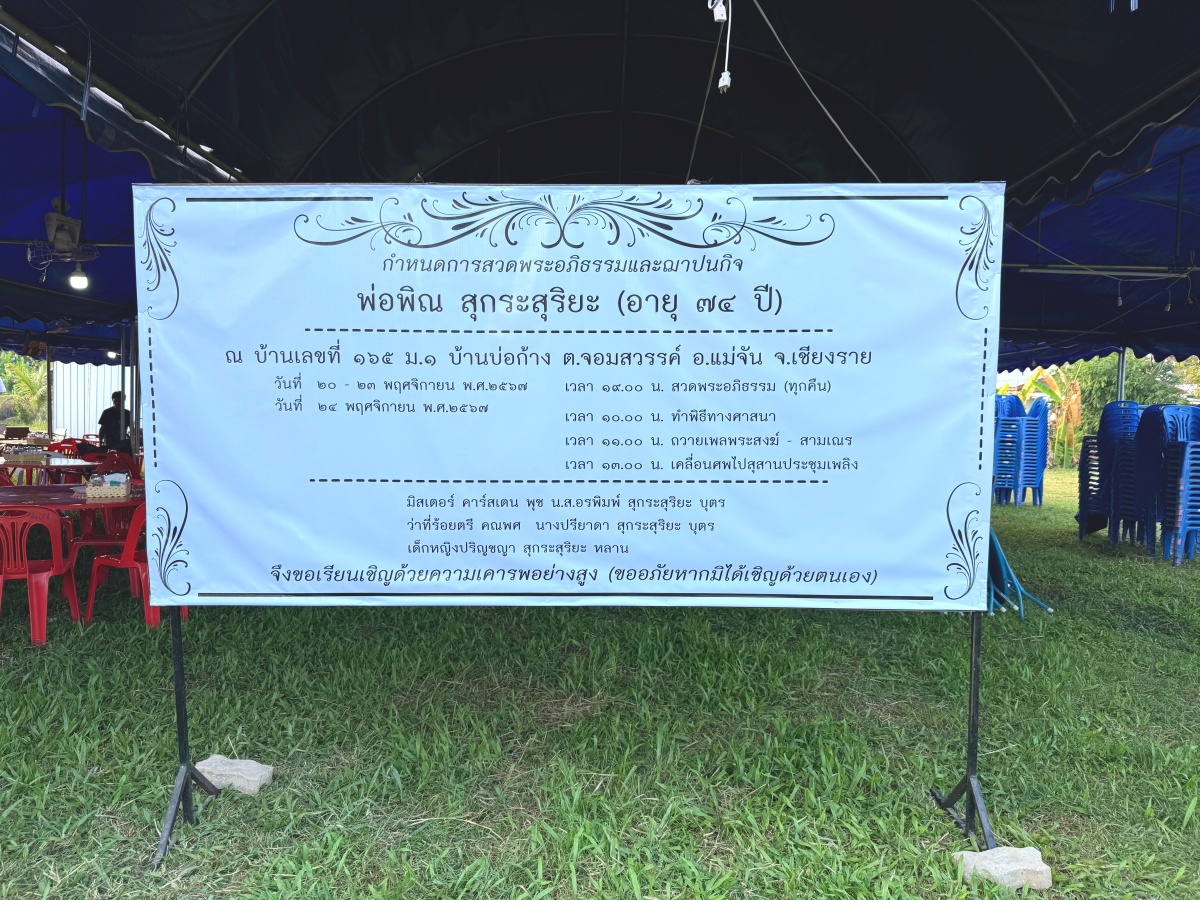 กำหนดการสวดพระอภิธรรมและฌาปนกิจ
พ่อพิณ สุกระสุริยะ (อายุ ๗๔ ปี)
ณ บ้านเลขที่ ๑๖๕ ม.๑ บ้านบ่อก้าง ต.จอมสวรรค์ อ.แม่จัน จ.เชียงราย
วันที่ ๒๐ - ๒๓ พฤศจิกายน พ.ศ.๒๕๖๗ เวลา ๑๙.๐๐ น. สวดพระอภิธรรม (ทุกคืน)
วันที่ ๒๔ พฤศจิกายน พ.ศ.๒๕๖๗ เวลา ๑๐.๐๐ น. ทำพิธีทางศาสนา
เวลา ๑๑.๐๐ น. ถวายเพลพระสงฆ์ - สามเณร
เวลา ๑๓.๐๐ น. เคลื่อนศพไปสุสานประชุมเพลิง
มิสเตอร์ คาร์สเตน พุช น.ส.อรพิมพ์ สุกระสุริยะ บุตร
ว่าที่ร้อยตรี คณพศ นางปรียาดา สุกระสุริยะ บุตร
เด็กหญิงปริญชญา สุกระสุริยะ หลาน
จึงขอเรียนเชิญด้วยความเคารพอย่างสูง (ขออภัยหากมิได้เชิญด้วยตนเอง)